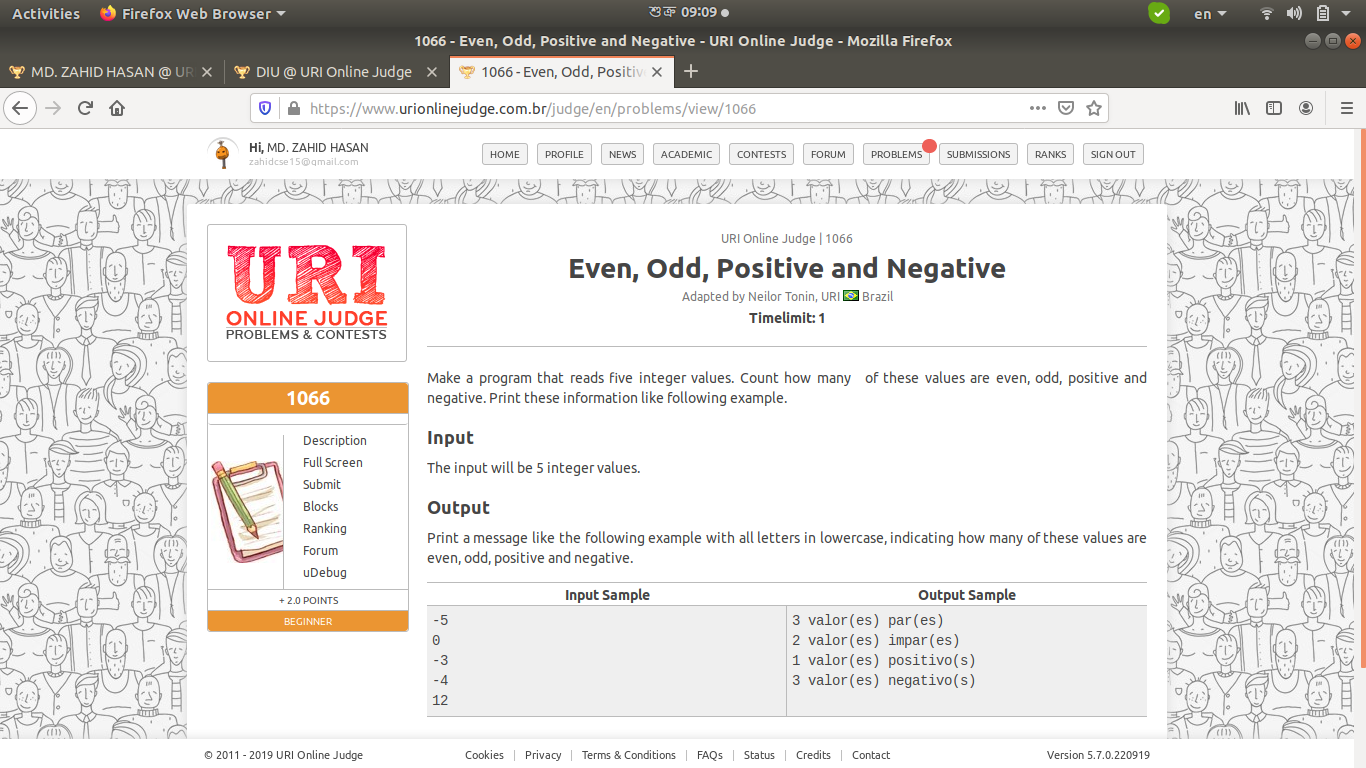 Activities Firefox Web Browser শুক্র 09:09 en
1066 - Even, Odd, Positive and Negative - URI Online Judge - Mozilla Firefox
MD. ZAHID HASAN @ UR DIU @ URI Online Judge 1066 - Even, Odd, Positiv
https://www.urionlinejudge.com.br/judge/en/problems/view/1066
Hi, MD. ZAHID HASAN
zahidcse15@gmail.com
HOME PROFILE NEWS ACADEMIC CONTESTS FORUM PROBLEMS SUBMISSIONS RANKS SIGN OUT
URI
ONLINE JUDGE
PROBLEMS & CONTESTS
1066
Description
Full Screen
Submit
Blocks
Ranking
Forum
uDebug
+ 2.0 POINTS
BEGINNER
URI Online Judge | 1066
Even, Odd, Positive and Negative
Adapted by Neilor Tonin, URI Brazil
Timelimit: 1
Make a program that reads five integer values. Count how many of these values are even, odd, positive and
negative. Print these information like following example.
Input
The input will be 5 integer values.
Output
Print a message like the following example with all letters in lowercase, indicating how many of these values are
even, odd, positive and negative.
Input Sample Output Sample
-5 3 valor(es) par(es)
0 2 valor(es) impar(es)
-3 1 valor(es) positivo(s)
-4 3 valor(es) negativo(s)
12
© 2011 - 2019 URI Online Judge Cookies | Privacy | Terms & Conditions | FAQs | Status | Credits | Contact Version 5.7.0.220919